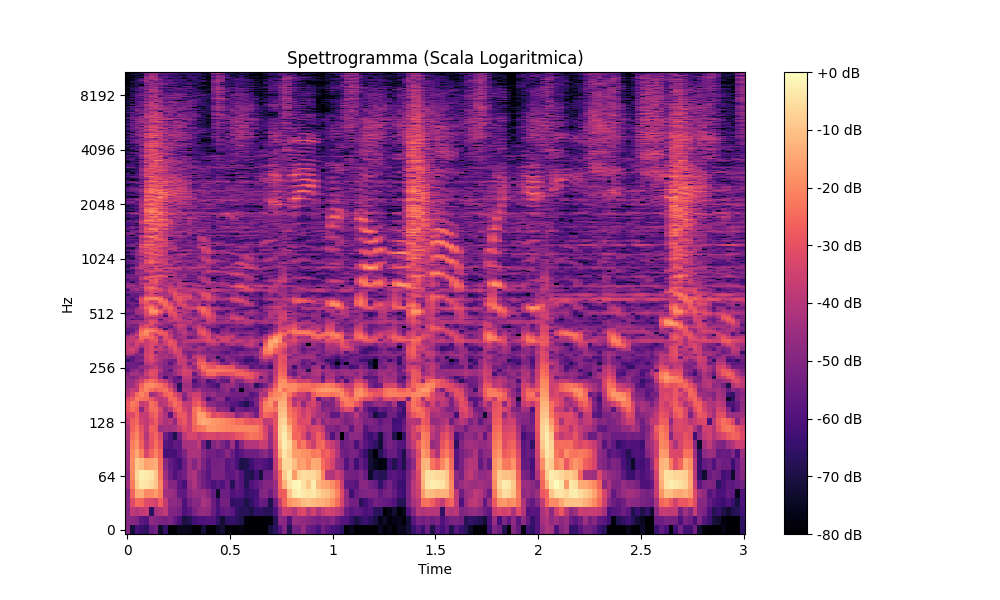 Spettrogramma (Scala Logaritmica)
Hz
8192
4096
2048
1024
512
256
128
64
0
0
0.5
1
1.5
2
2.5
3
Time
+0 dB
-10 dB
-20 dB
-30 dB
-40 dB
-50 dB
-60 dB
-70 dB
-80 dB